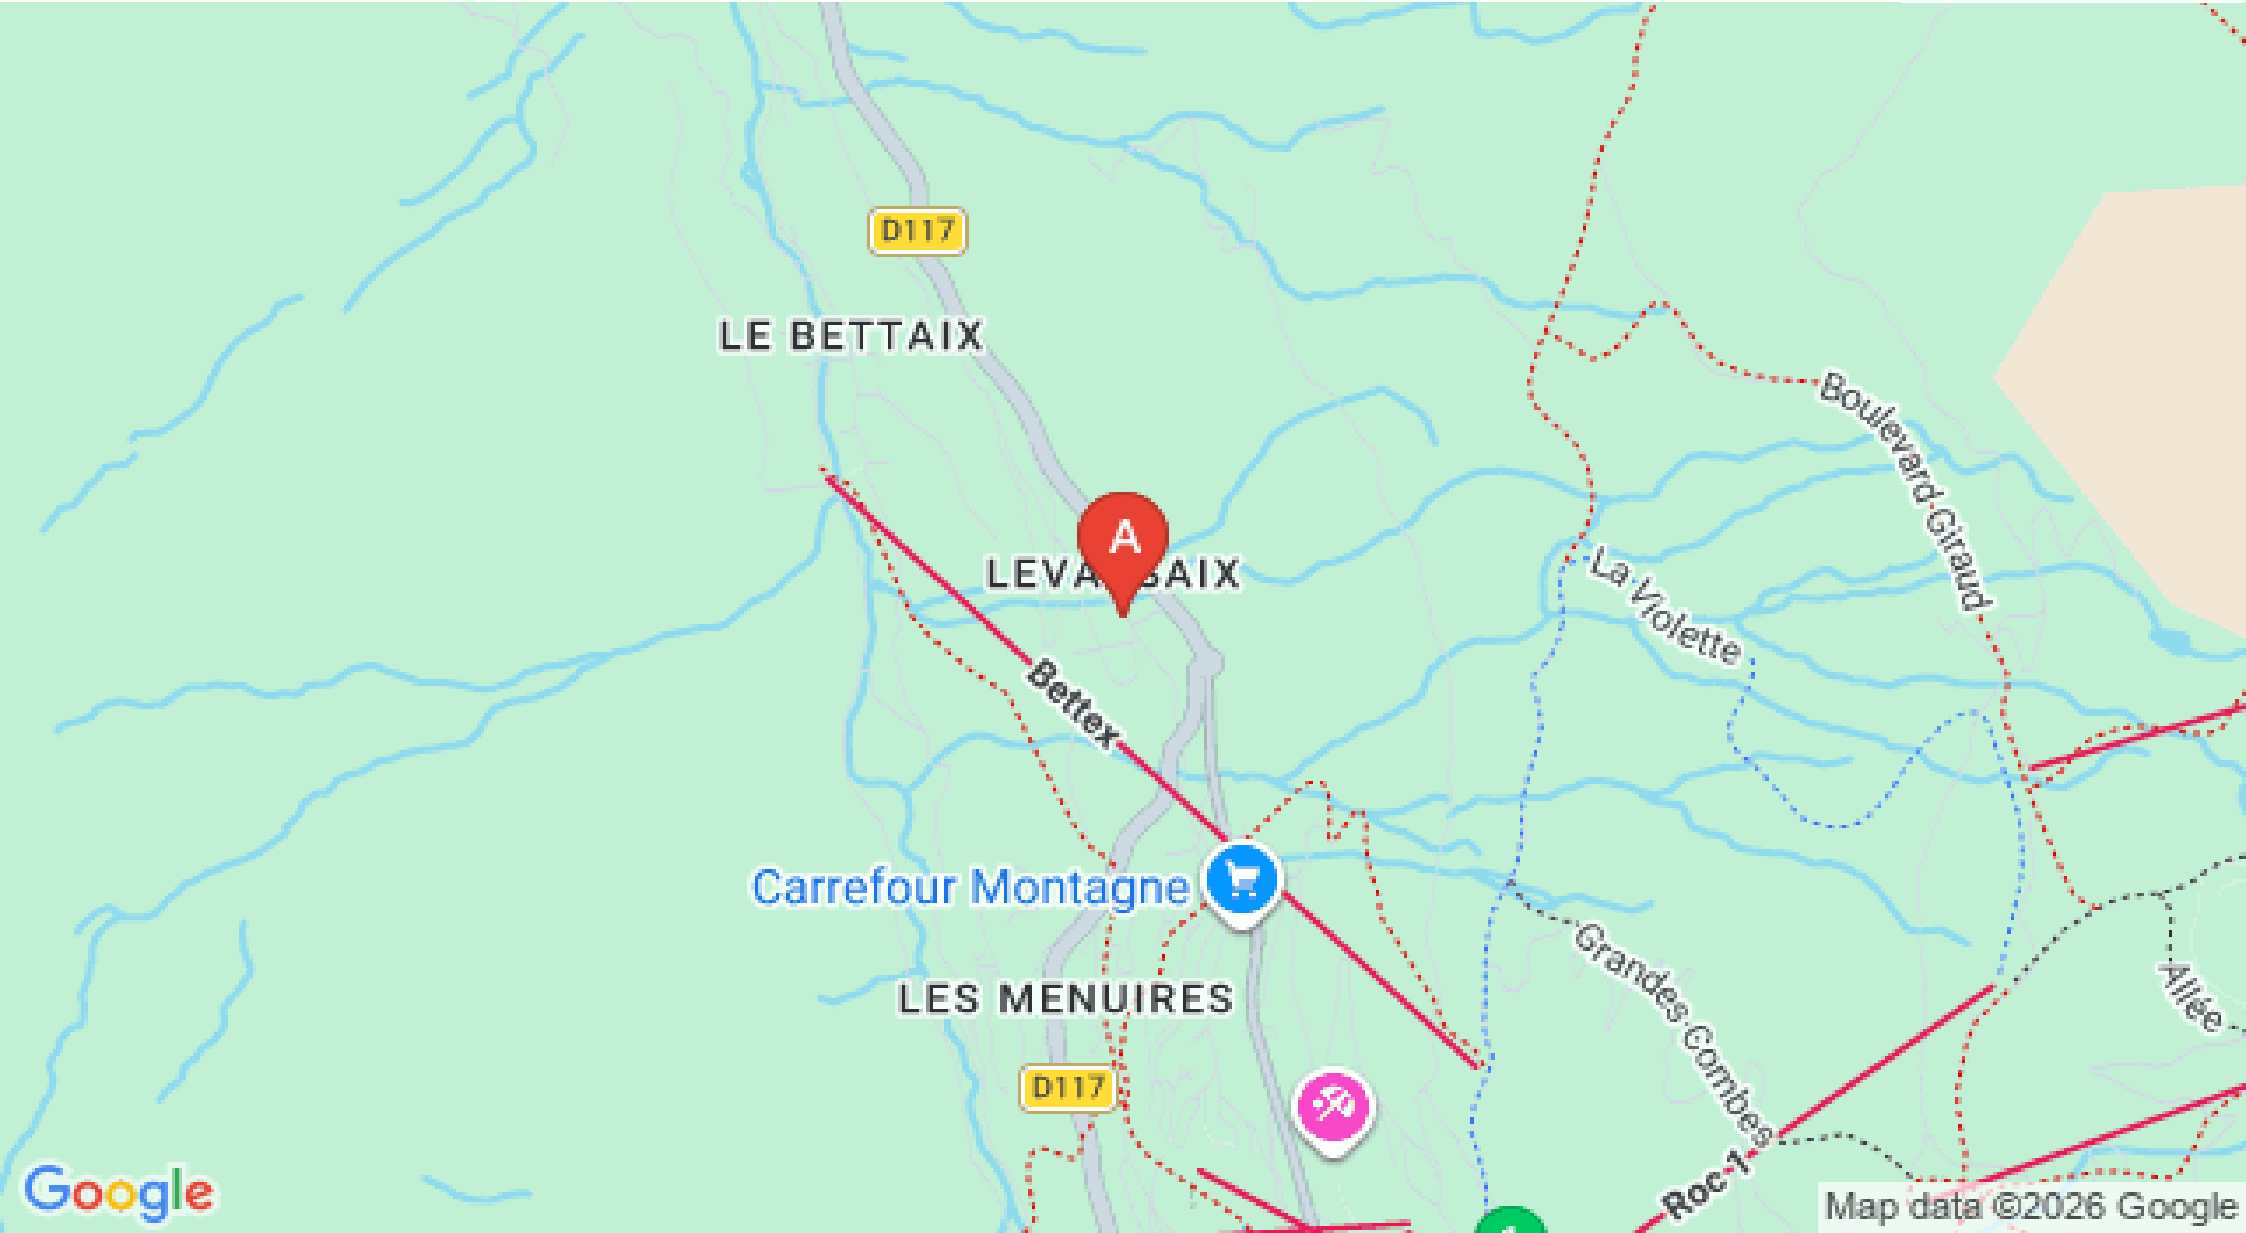 D117
LE BETTAIX
Boulevard Giraud
A
La Violette
Bettex
Carrefour Montagne
Grandes Combes
Allée
LES MENUIRES
D117
Roc 1
Google
Map data ©2026 Google